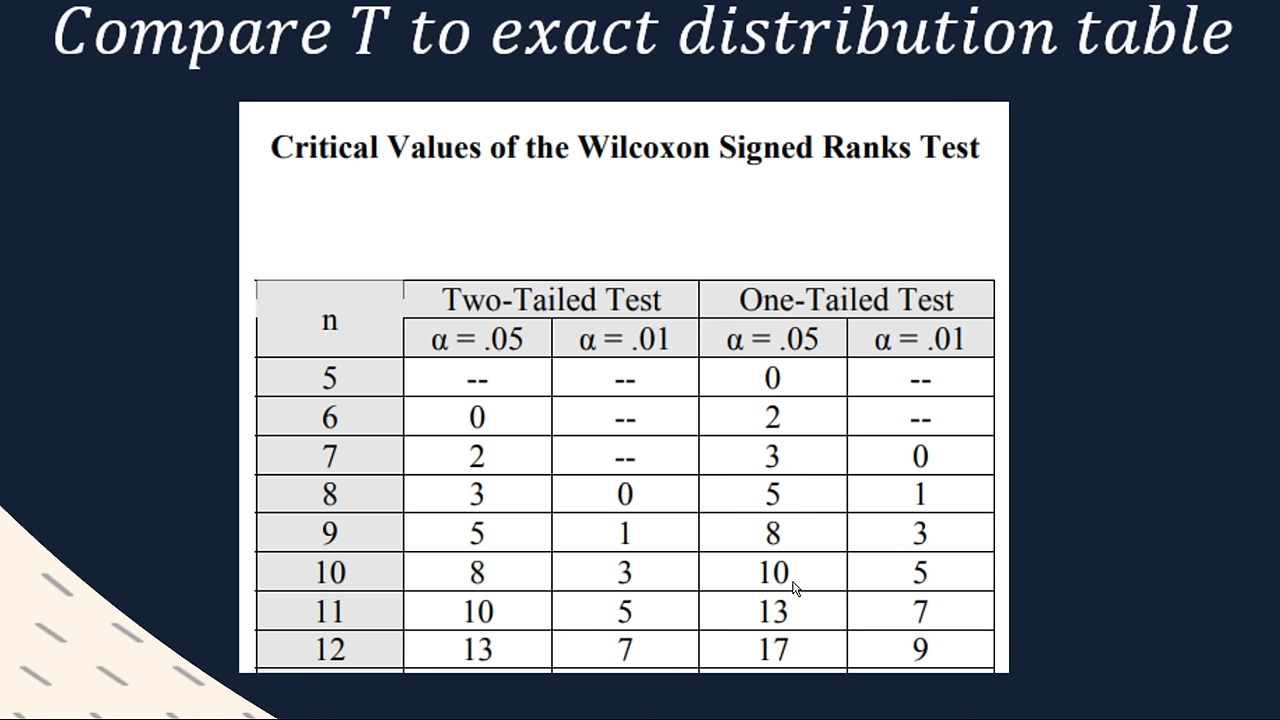 Compare T to exact distribution table
Critical Values of the Wilcoxon Signed Ranks Test
n Two-Tailed Test One-Tailed Test
α = .05 α = .01 α = .05 α = .01
5 -- -- 0 --
6 0 -- 2 --
7 2 -- 3 0
8 3 0 5 1
9 5 1 8 3
10 8 3 10 5
11 10 5 13 7
12 13 7 17 9